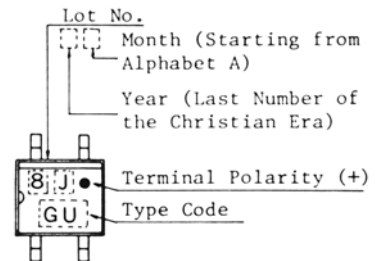 Lot No.
Month (Starting from
Alphabet A)
Year (Last Number of
the Christian Era)
8 J
Terminal Polarity (+)
GU
Type Code